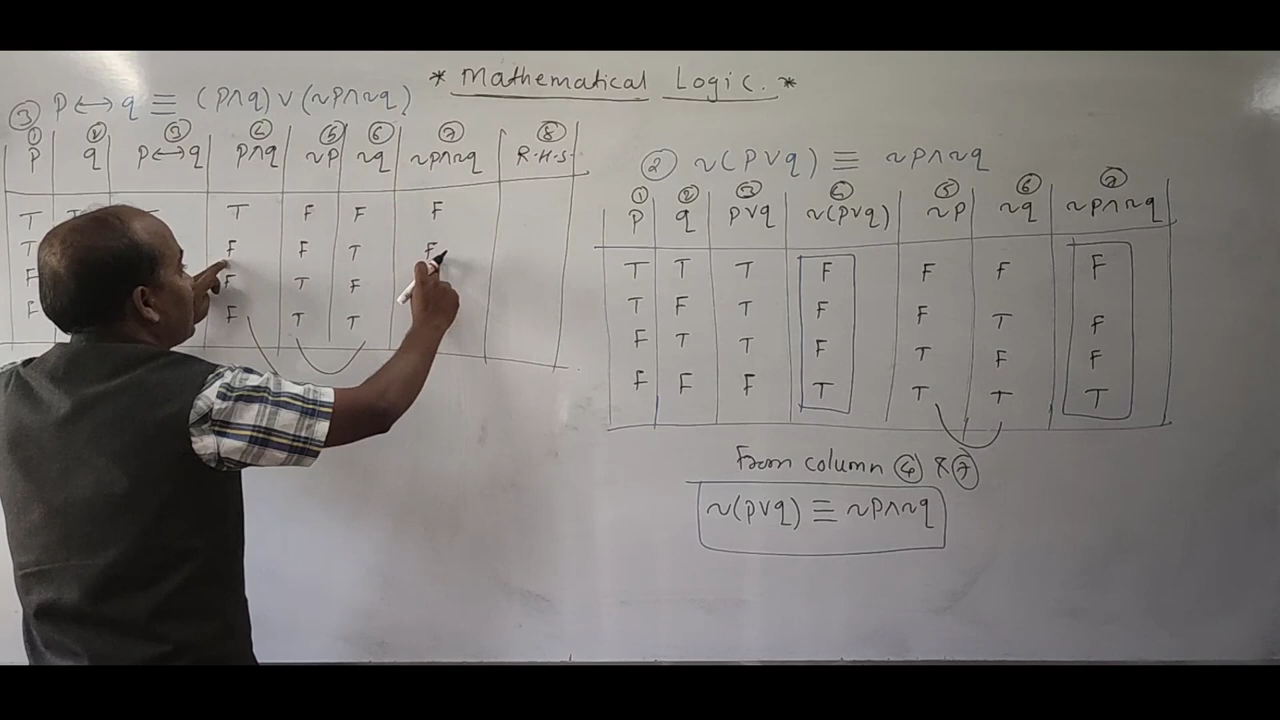 * Mathematical Logic. *
③ P ↔ q ≡ (P∧q) ∨ (~P∧~q)
① ② ③ ④ ⑤ ⑥ ⑦ ⑧
P q P↔q P∧q ~P ~q ~P∧~q R.H.S.
T T F F F
T F F T F
F F T F
F F T T
② ~(P∨q) ≡ ~P∧~q
① ② ③ ④ ⑤ ⑥ ⑦
P q P∨q ~(P∨q) ~P ~q ~P∧~q
T T T F F F F
T F T F F T F
F T T F T F F
F F F T T T T
From column ④ & ⑦
~(P∨q) ≡ ~P∧~q